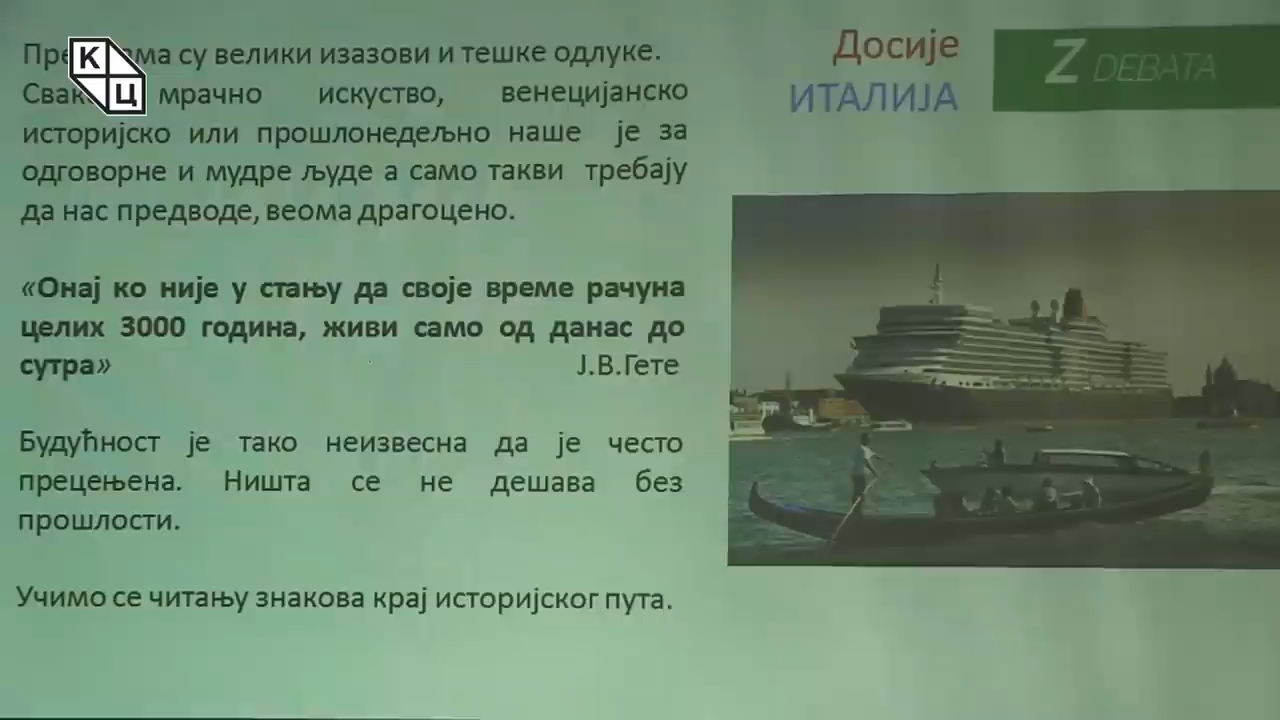 К
Ц
су велики изазови и тешке одлуке.
мрачно искуство, венецијанско
историјско или прошлонедељно наше је за
одговорне и мудре људе а само такви требају
да нас предводе, веома драгоцено.
«Онај ко није у стању да своје време рачуна
целих 3000 година, живи само од данас до
сутра» Ј.В.Гете
Будућност је тако неизвесна да је често
прецењена. Ништа се не дешава без
прошлости.
Учимо се читању знакова крај историјског пута.
Досије
ИТАЛИЈА
Z DEBATA